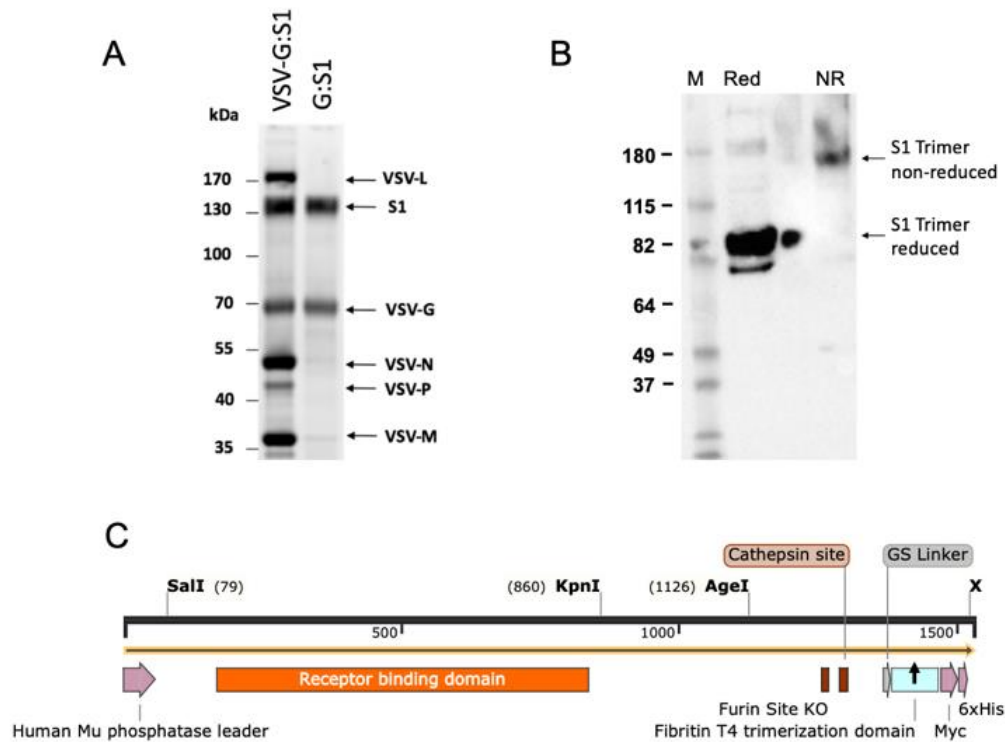 A
VSV-G:S1
G:S1
kDa
170
130
100
70
55
40
35
VSV-L
S1
VSV-G
VSV-N
VSV-P
VSV-M
B
M Red NR
180
115
82
64
49
37
S1 Trimer
non-reduced
S1 Trimer
reduced
C
Cathepsin site GS Linker
SalI (79) (860) KpnI (1126) AgeI X
500 1000 1500
Receptor binding domain
Furin Site KO 6xHis
Human Mu phosphatase leader Fibritin T4 trimerization domain Myc